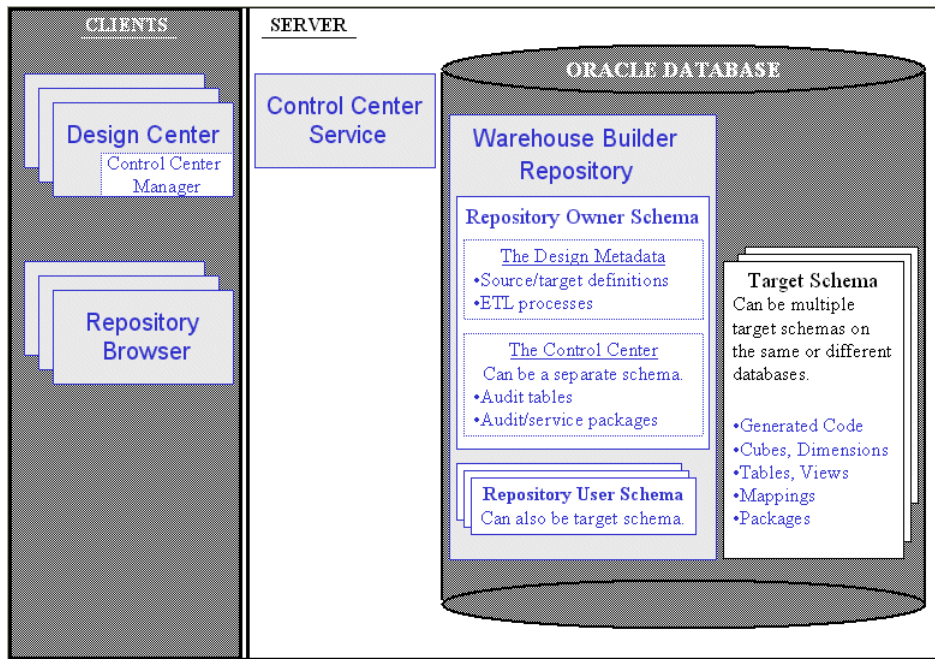 CLIENTS
Design Center
Control Center
Manager
Repository
Browser
SERVER
Control Center
Service
ORACLE DATABASE
Warehouse Builder
Repository
Repository Owner Schema
The Design Metadata
•Source/target definitions
•ETL processes
The Control Center
Can be a separate schema.
•Audit tables
•Audit/service packages
Repository User Schema
Can also be target schema.
Target Schema
Can be multiple
target schemas on
the same or different
databases.
•Generated Code
•Cubes, Dimensions
•Tables, Views
•Mappings
•Packages